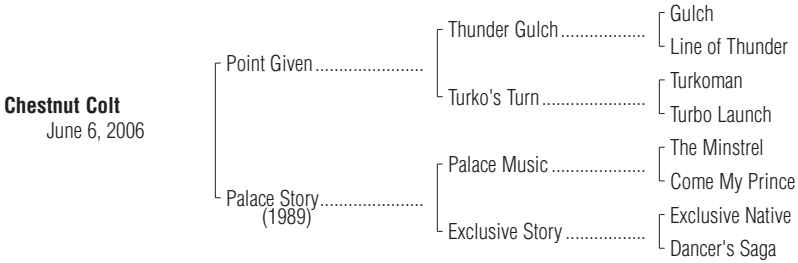 Chestnut Colt
June 6, 2006
Point Given
Palace Story
(1989)
Thunder Gulch
Turko's Turn
Palace Music
Exclusive Story
Gulch
Line of Thunder
Turkoman
Turbo Launch
The Minstrel
Come My Prince
Exclusive Native
Dancer's Saga